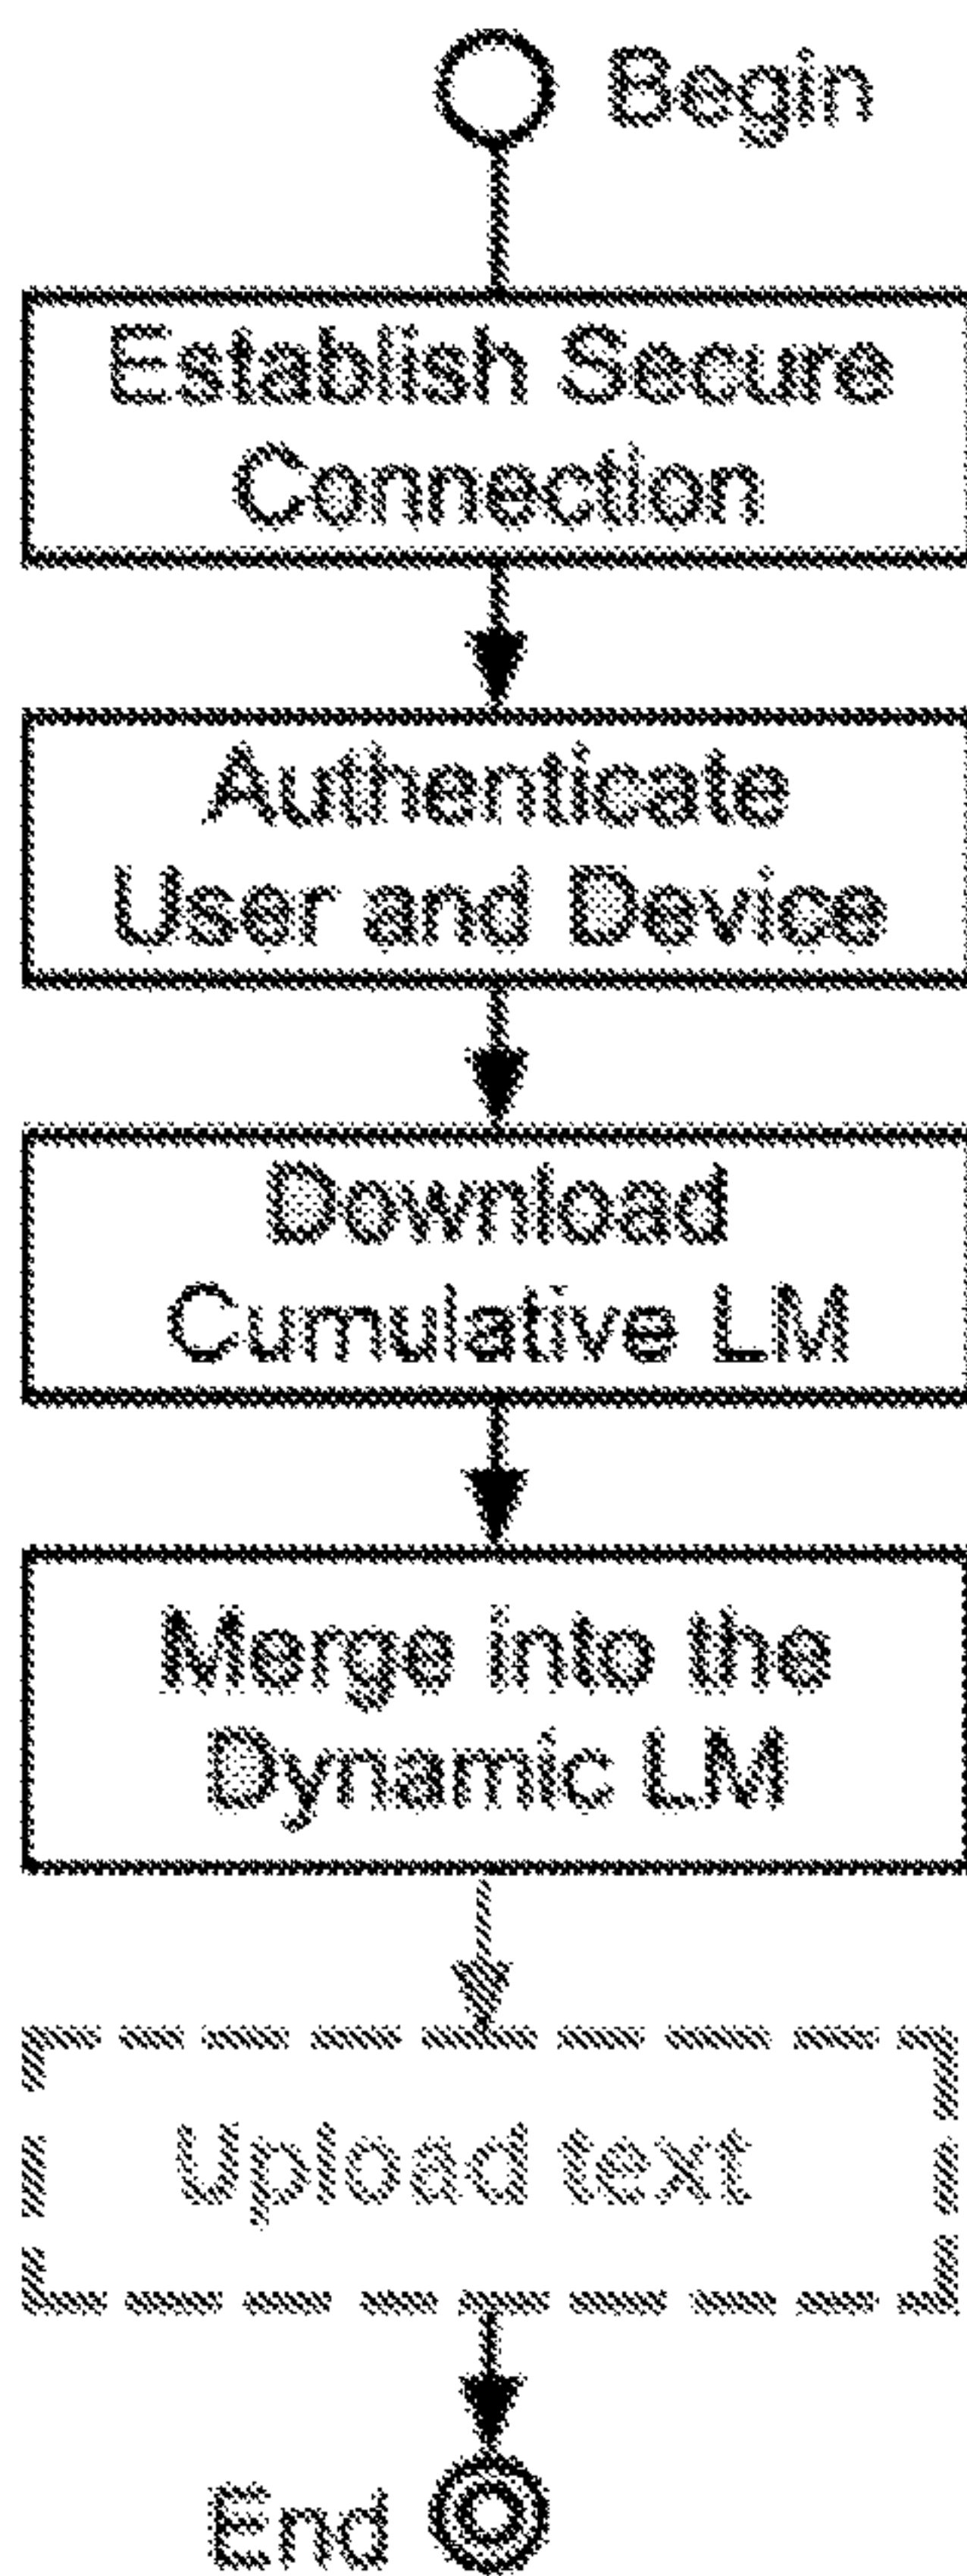 Begin
Establish Secure
Connection
Authenticate
User and Device
Download
Cumulative LM
Merge into the
Dynamic LM
Upload text
End